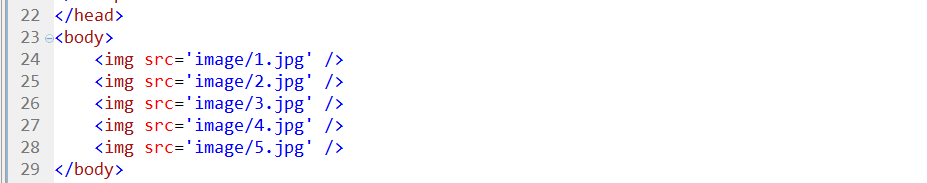 22 </head>
23 <body>
24 <img src='image/1.jpg' />
25 <img src='image/2.jpg' />
26 <img src='image/3.jpg' />
27 <img src='image/4.jpg' />
28 <img src='image/5.jpg' />
29 </body>